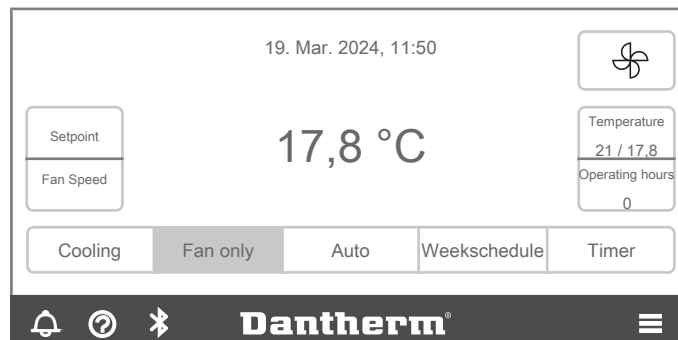 19. Mar. 2024, 11:50
Setpoint
Fan Speed
17,8 °C
Temperature
21 / 17,8
Operating hours
0
Cooling
Fan only
Auto
Weekschedule
Timer
Dantherm®